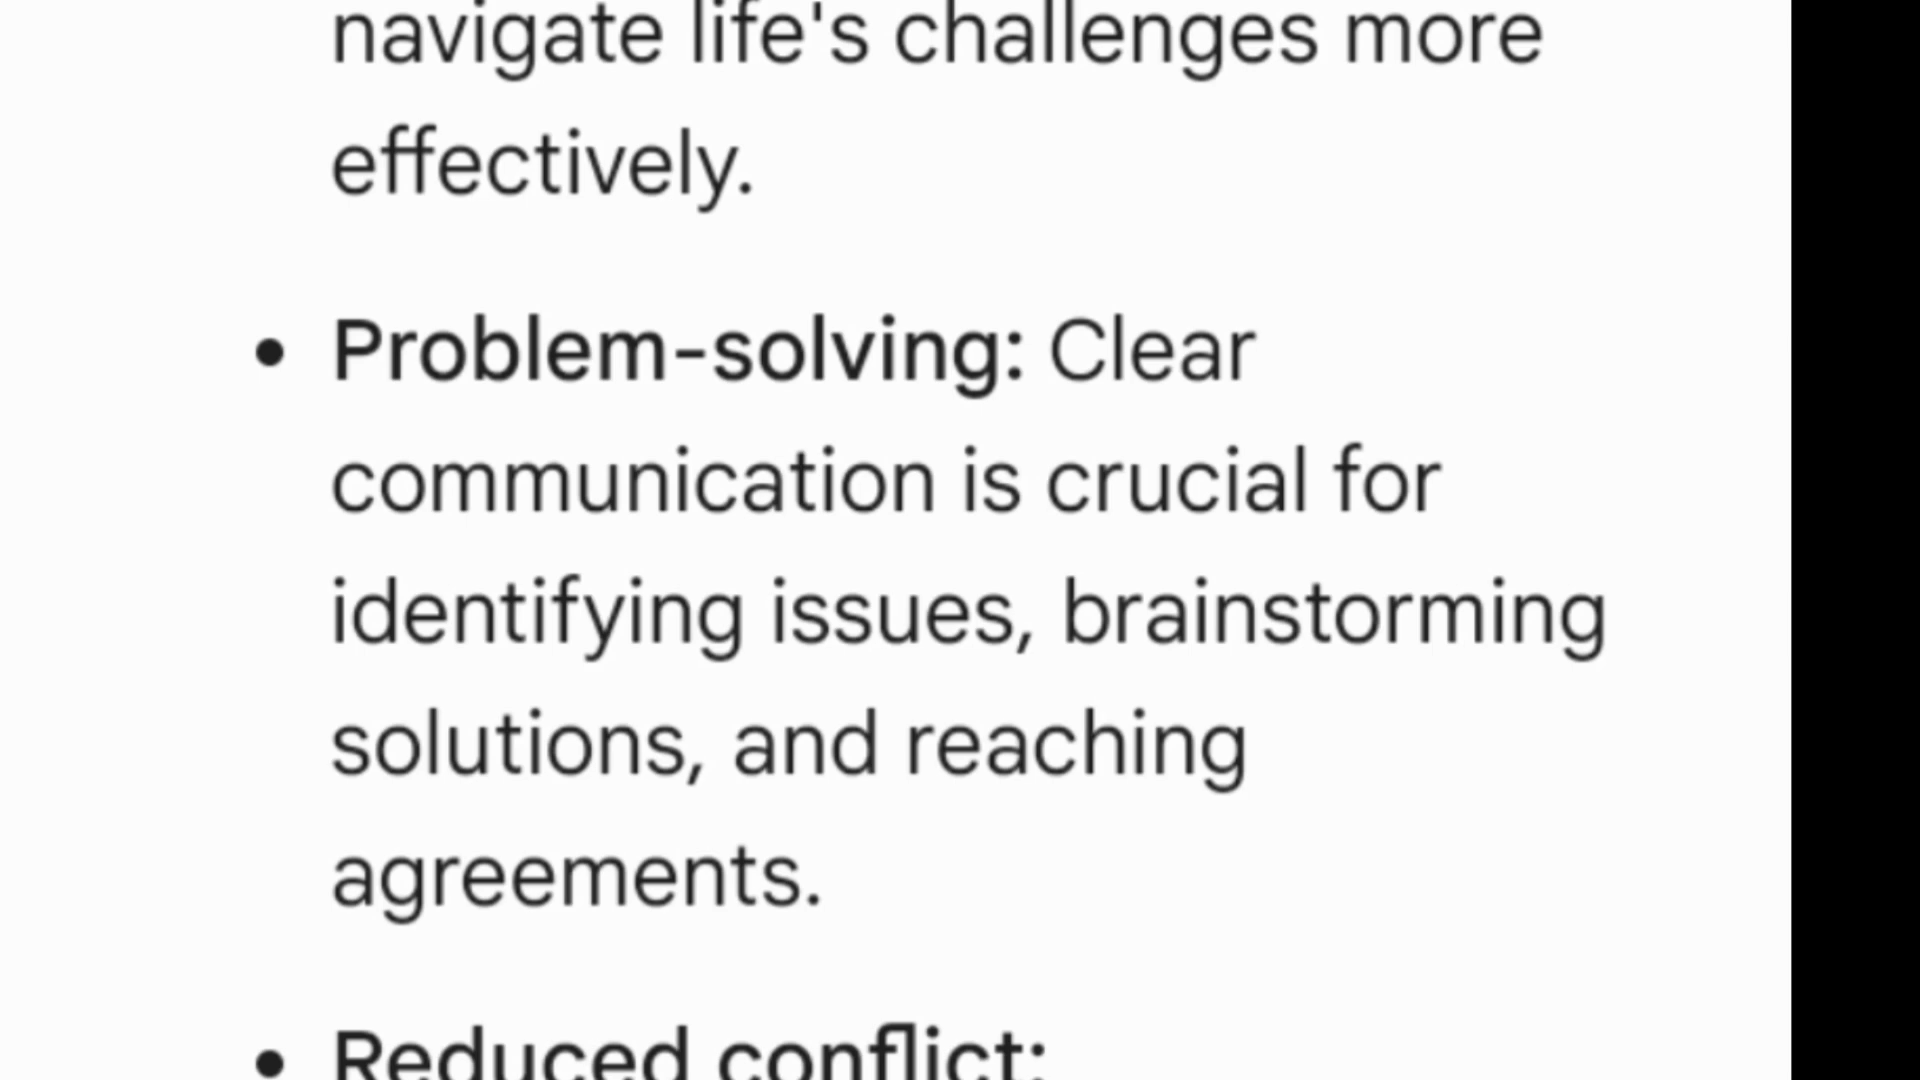 navigate life's challenges more
effectively.
• Problem-solving: Clear
communication is crucial for
identifying issues, brainstorming
solutions, and reaching
agreements.
• Reduced conflict: